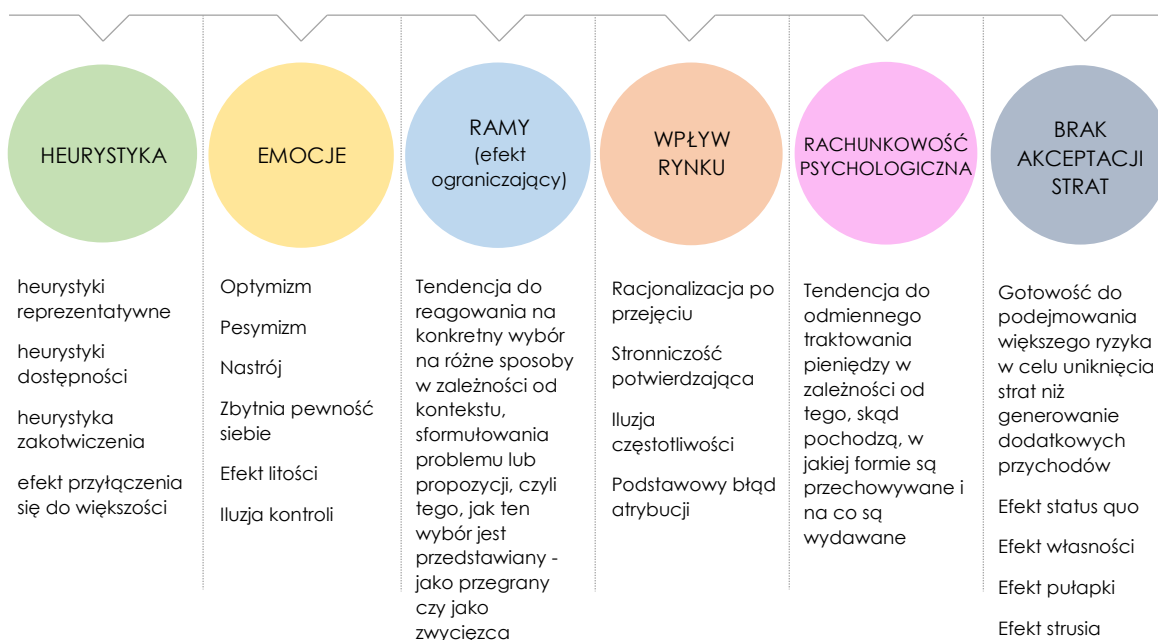 HEURYSTYKA
EMOCJE
RAMY
(efekt
ograniczający)
WPŁYW
RYNKU
RACHUNKOWOŚĆ
PSYCHOLOGICZNA
BRAK
AKCEPTACJI
STRAT
heurystyki
reprezentatywne
heurystyki
dostępności
heurystyka
zakotwiczenia
efekt przyłączenia
się do większości
Optymizm
Pesymizm
Nastrój
Zbytnia pewność
siebie
Efekt litości
Iluzja kontroli
Tendencja do
reagowania na
konkretny wybór
na różne sposoby
w zależności od
kontekstu,
sformułowania
problemu lub
propozycji, czyli
tego, jak ten
wybór jest
przedstawiany -
jako przegrany
czy jako
zwycięzca
Racjonalizacja po
przejęciu
Stronniczość
potwierdzająca
Iluzja
częstotliwości
Podstawowy błąd
atrybucji
Tendencja do
odmiennego
traktowania
pieniędzy w
zależności od
tego, skąd
pochodzą, w
jakiej formie są
przechowywane i
na co są
wydawane
Gotowość do
podejmowania
większego ryzyka
w celu uniknięcia
strat niż
generowanie
dodatkowych
przychodów
Efekt status quo
Efekt własności
Efekt pułapki
Efekt strusia